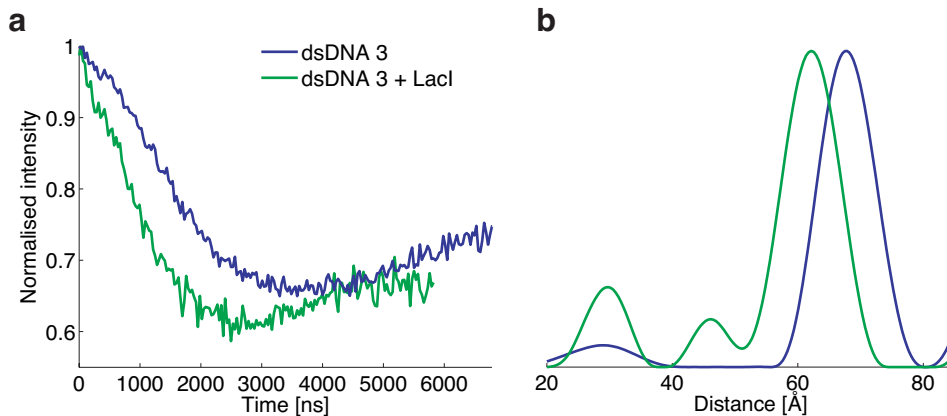 a
b
1
0.9
0.8
0.7
0.6
Normalised intensity
dsDNA 3
dsDNA 3 + LacI
0 1000 2000 3000 4000 5000 6000
Time [ns]
20 40 60 80
Distance [Å]